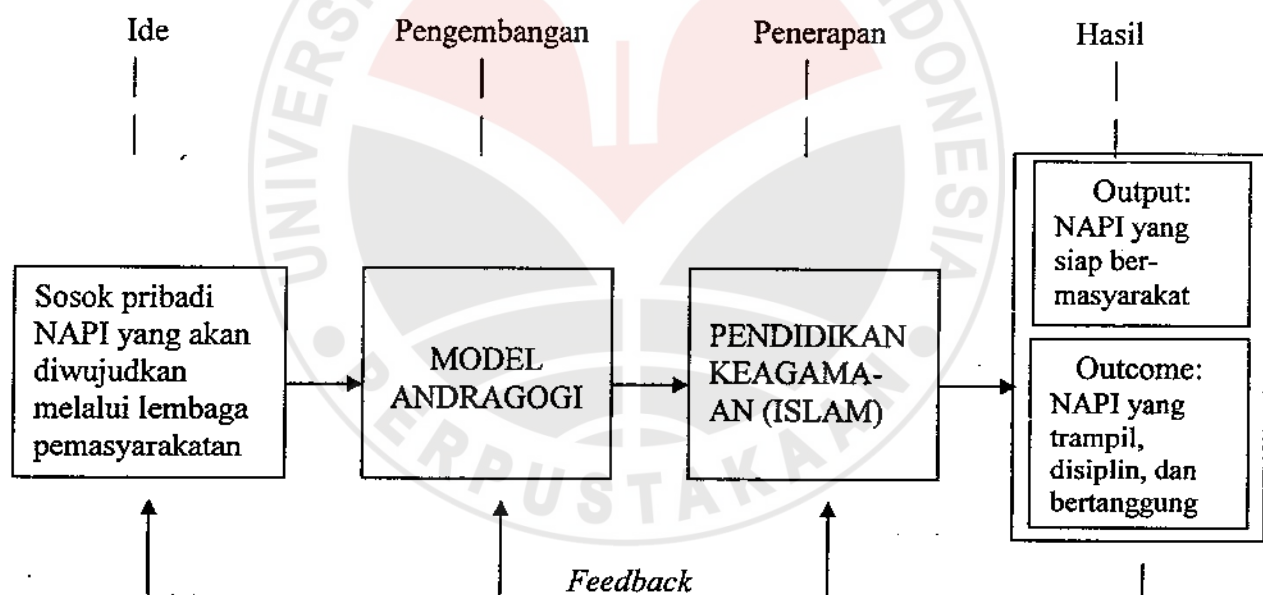 Ide
Pengembangan
Penerapan
Hasil
Sosok pribadi
NAPI yang akan
diwujudkan
melalui lembaga
pemasyarakatan
MODEL
ANDRAGOGI
PENDIDIKAN
KEAGAMA-
AN (ISLAM)
Output:
NAPI yang
siap ber-
masyarakat
Outcome:
NAPI yang
trampil,
disiplin, dan
bertanggung
Feedback
PERPUSTAKAAN